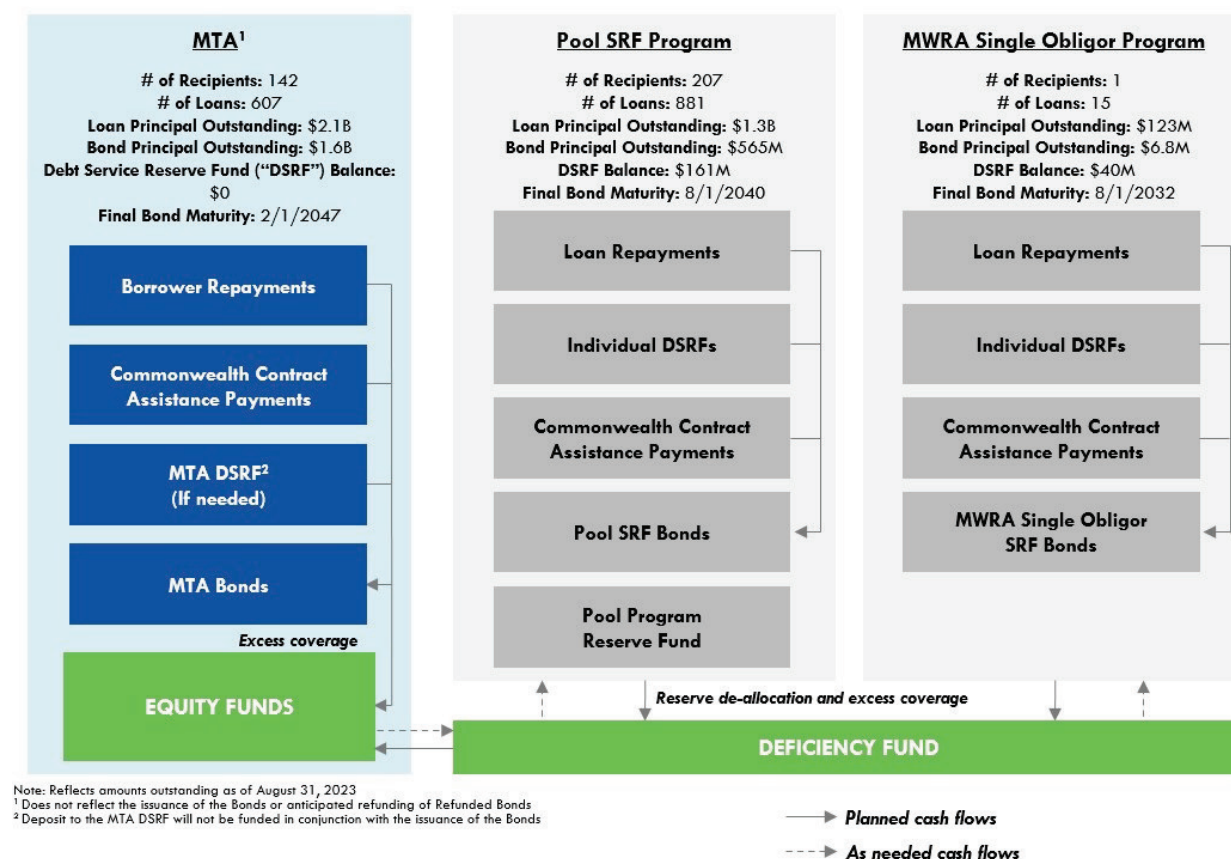 MTA¹
# of Recipients: 142
# of Loans: 607
Loan Principal Outstanding: $2.1B
Bond Principal Outstanding: $1.6B
Debt Service Reserve Fund (“DSRF”) Balance:
$0
Final Bond Maturity: 2/1/2047
Borrower Repayments
Commonwealth Contract
Assistance Payments
MTA DSRF²
(If needed)
MTA Bonds
Excess coverage
EQUITY FUNDS
Pool SRF Program
# of Recipients: 207
# of Loans: 881
Loan Principal Outstanding: $1.3B
Bond Principal Outstanding: $565M
DSRF Balance: $161M
Final Bond Maturity: 8/1/2040
Loan Repayments
Individual DSRFs
Commonwealth Contract
Assistance Payments
Pool SRF Bonds
Pool Program
Reserve Fund
MWRA Single Obligor Program
# of Recipients: 1
# of Loans: 15
Loan Principal Outstanding: $123M
Bond Principal Outstanding: $6.8M
DSRF Balance: $40M
Final Bond Maturity: 8/1/2032
Loan Repayments
Individual DSRFs
Commonwealth Contract
Assistance Payments
MWRA Single Obligor
SRF Bonds
Reserve de-allocation and excess coverage
DEFICIENCY FUND
Note: Reflects amounts outstanding as of August 31, 2023
¹ Does not reflect the issuance of the Bonds or anticipated refunding of Refunded Bonds
² Deposit to the MTA DSRF will not be funded in conjunction with the issuance of the Bonds
Planned cash flows
As needed cash flows